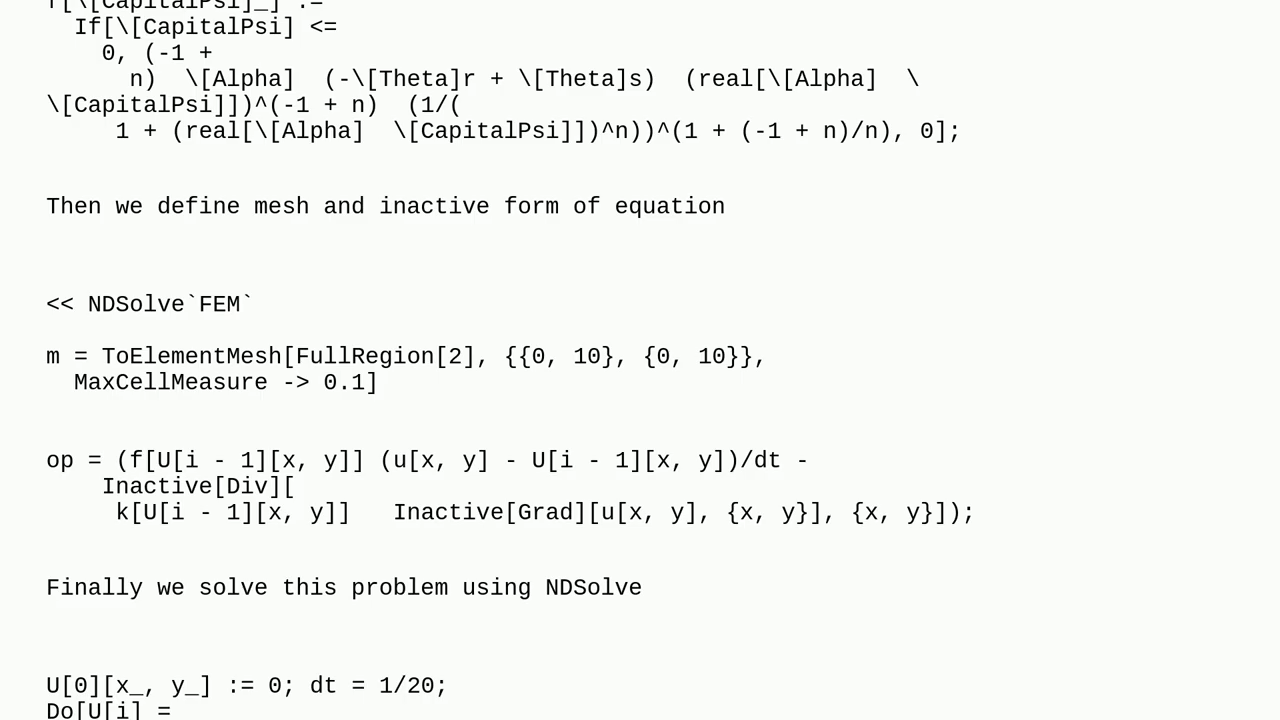 f[\[CapitalPsi]_] :=
If[\[CapitalPsi] <=
0, (-1 +
n)  \[Alpha]  (-\[Theta]r + \[Theta]s)  (real[\[Alpha]  \
\[CapitalPsi]])^(-1 + n)  (1/(
1 + (real[\[Alpha]  \[CapitalPsi]])^n))^(1 + (-1 + n)/n), 0];
Then we define mesh and inactive form of equation
<< NDSolve`FEM`
m = ToElementMesh[FullRegion[2], {{0, 10}, {0, 10}},
MaxCellMeasure -> 0.1]
op = (f[U[i - 1][x, y]] (u[x, y] - U[i - 1][x, y])/dt -
Inactive[Div][
k[U[i - 1][x, y]]   Inactive[Grad][u[x, y], {x, y}], {x, y}]);
Finally we solve this problem using NDSolve
U[0][x_, y_] := 0; dt = 1/20;
Do[U[i] =